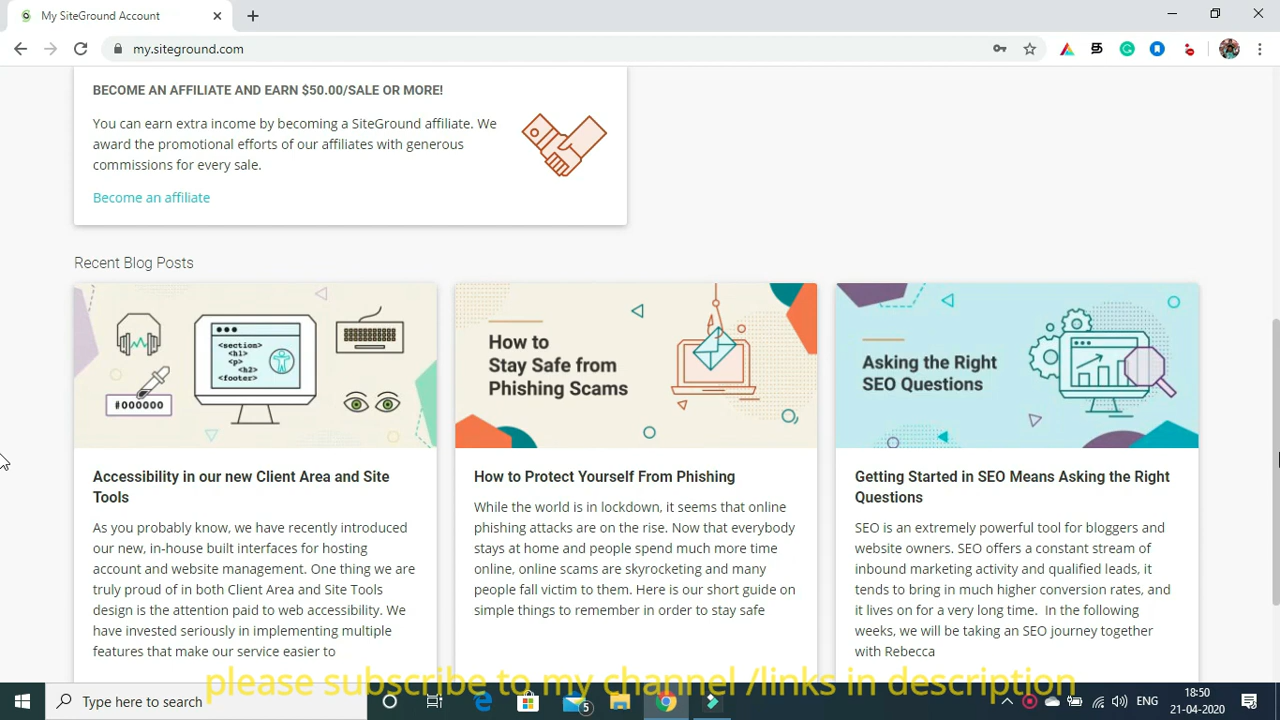 My SiteGround Account
my.siteground.com
BECOME AN AFFILIATE AND EARN $50.00/SALE OR MORE!
You can earn extra income by becoming a SiteGround affiliate. We
award the promotional efforts of our affiliates with generous
commissions for every sale.
Become an affiliate
Recent Blog Posts
<section>
<h1>
<p>
<h2>
<footer>
#000000
Accessibility in our new Client Area and Site
Tools
As you probably know, we have recently introduced
our new, in-house built interfaces for hosting
account and website management. One thing we are
truly proud of in both Client Area and Site Tools
design is the attention paid to web accessibility. We
have invested seriously in implementing multiple
features that make our service easier to
How to
Stay Safe from
Phishing Scams
How to Protect Yourself From Phishing
While the world is in lockdown, it seems that online
phishing attacks are on the rise. Now that everybody
stays at home and people spend much more time
online, online scams are skyrocketing and many
people fall victim to them. Here is our short guide on
simple things to remember in order to stay safe
Asking the Right
SEO Questions
Getting Started in SEO Means Asking the Right
Questions
SEO is an extremely powerful tool for bloggers and
website owners. SEO offers a constant stream of
inbound marketing activity and qualified leads, it
tends to bring in much higher conversion rates, and
it lives on for a very long time. In the following
weeks, we will be taking an SEO journey together
with Rebecca
please subscribe to my channel /links in description
Type here to search
5
ENG
18:50
21-04-2020